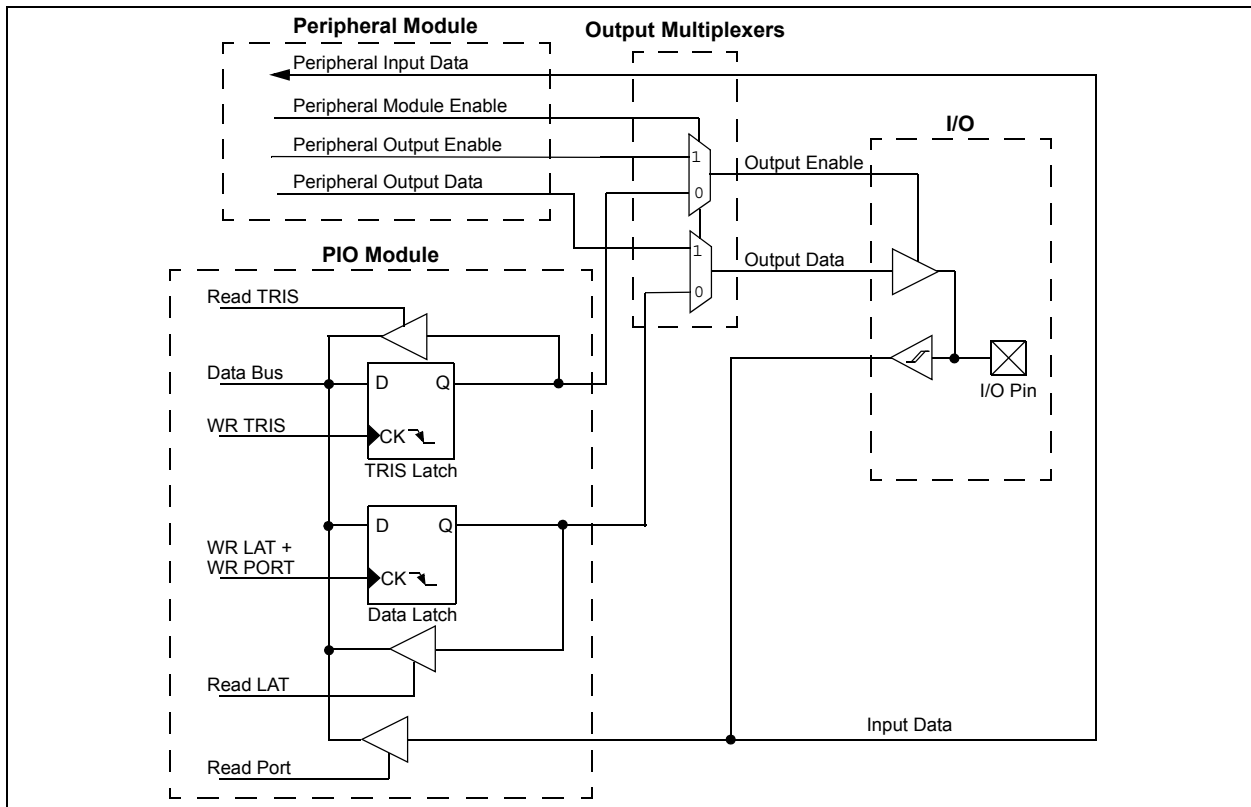 Peripheral Module
Output Multiplexers
Peripheral Input Data
Peripheral Module Enable
I/O
Peripheral Output Enable
1
Output Enable
Peripheral Output Data
0
PIO Module
1
Output Data
0
Read TRIS
Data Bus
D
Q
I/O Pin
WR TRIS
CK
TRIS Latch
D
Q
WR LAT +
WR PORT
CK
Data Latch
Read LAT
Input Data
Read Port